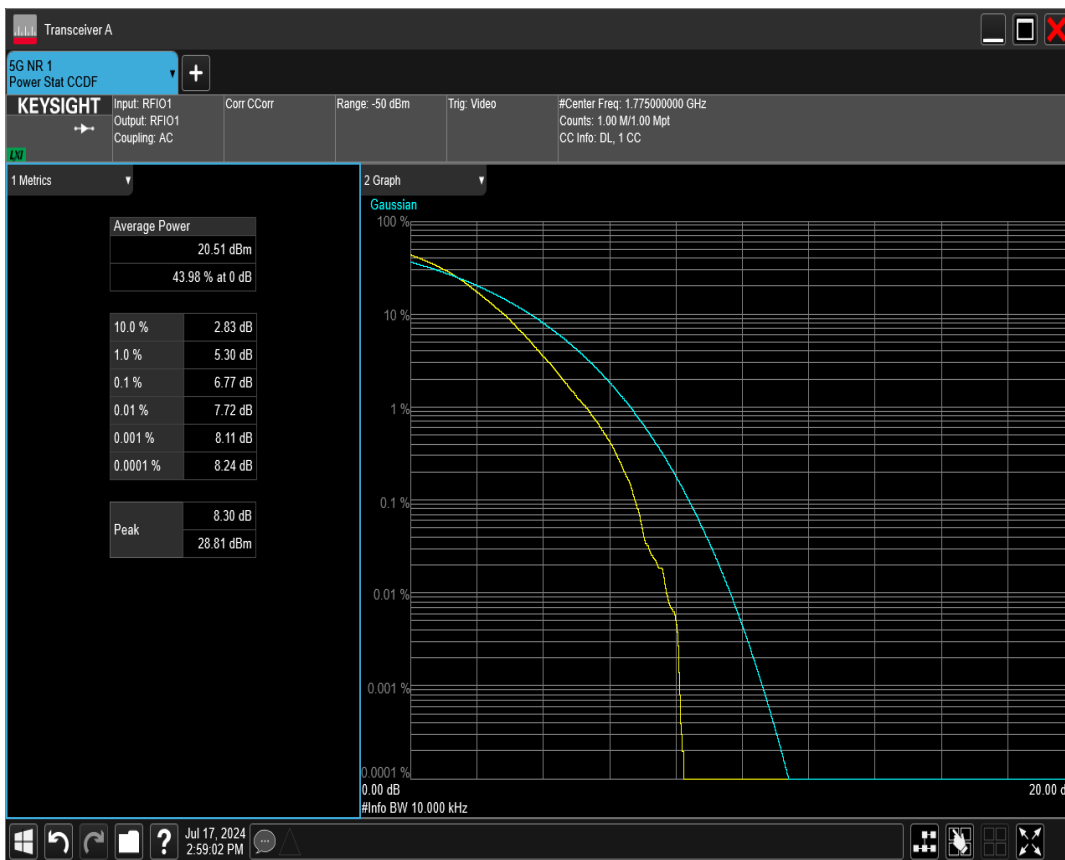 Transceiver A
5G NR 1
Power Stat CCDF
KEYSIGHT
LXI
Input: RFIO1
Output: RFIO1
Coupling: AC
Corr CCorr
Range: -50 dBm
Trig: Video
#Center Freq: 1.775000000 GHz
Counts: 1.00 M/1.00 Mpt
CC Info: DL, 1 CC
1 Metrics
Average Power
20.51 dBm
43.98 % at 0 dB
10.0 % 2.83 dB
1.0 % 5.30 dB
0.1 % 6.77 dB
0.01 % 7.72 dB
0.001 % 8.11 dB
0.0001 % 8.24 dB
Peak 8.30 dB
28.81 dBm
2 Graph
Gaussian
100 %
10 %
1 %
0.1 %
0.01 %
0.001 %
0.0001 %
0.00 dB
20.00 d
#Info BW 10.000 kHz
?
Jul 17, 2024
2:59:02 PM